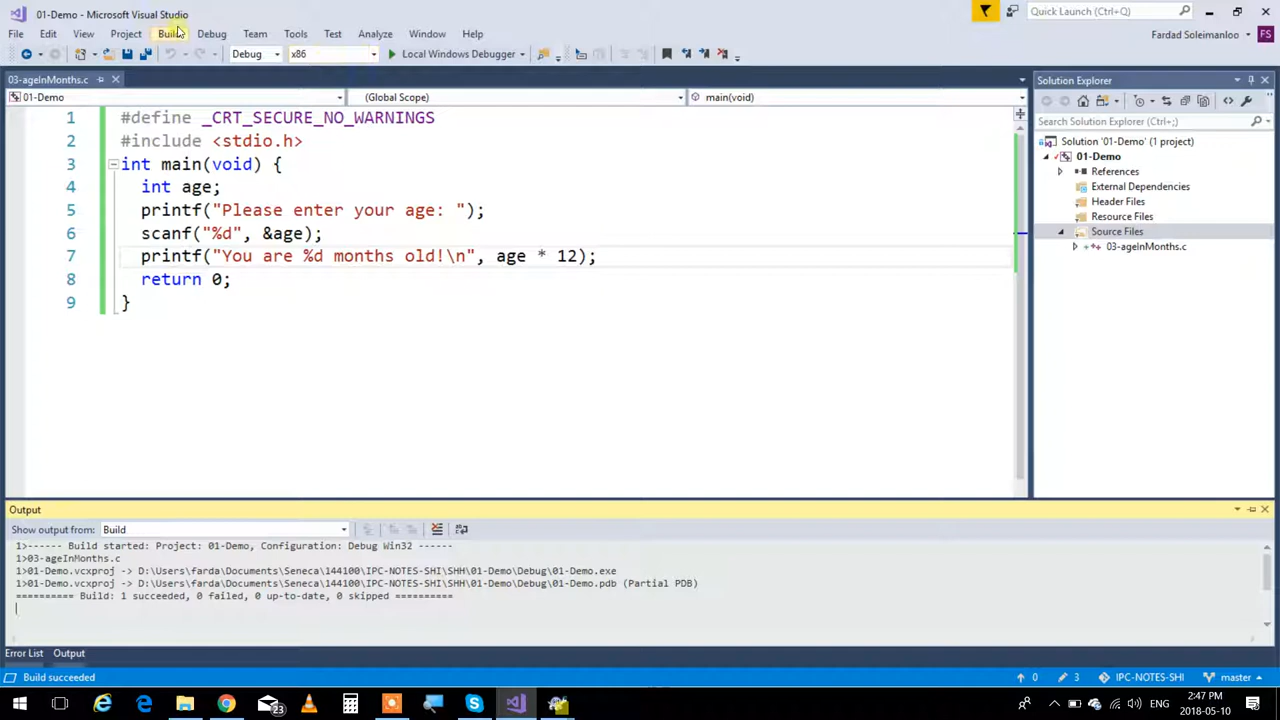 01-Demo - Microsoft Visual Studio
Quick Launch (Ctrl+Q)
File Edit View Project Build Debug Team Tools Test Analyze Window Help
Fardad Soleimanloo FS
Debug x86 Local Windows Debugger
03-ageInMonths.c
01-Demo (Global Scope) main(void)
1 #define _CRT_SECURE_NO_WARNINGS
2 #include <stdio.h>
3 int main(void) {
4 int age;
5 printf("Please enter your age: ");
6 scanf("%d", &age);
7 printf("You are %d months old!\n", age * 12);
8 return 0;
9 }
Solution Explorer
Search Solution Explorer (Ctrl+;)
Solution '01-Demo' (1 project)
01-Demo
References
External Dependencies
Header Files
Resource Files
Source Files
03-ageInMonths.c
Output
Show output from: Build
1>------ Build started: Project: 01-Demo, Configuration: Debug Win32 ------
1>03-ageInMonths.c
1>01-Demo.vcxproj -> D:\Users\farda\Documents\Seneca\144100\IPC-NOTES-SHI\SHH\01-Demo\Debug\01-Demo.exe
1>01-Demo.vcxproj -> D:\Users\farda\Documents\Seneca\144100\IPC-NOTES-SHI\SHH\01-Demo\Debug\01-Demo.pdb (Partial PDB)
========== Build: 1 succeeded, 0 failed, 0 up-to-date, 0 skipped ==========
Error List Output
Build succeeded 0 3 IPC-NOTES-SHI master
23
2:47 PM
2018-05-10